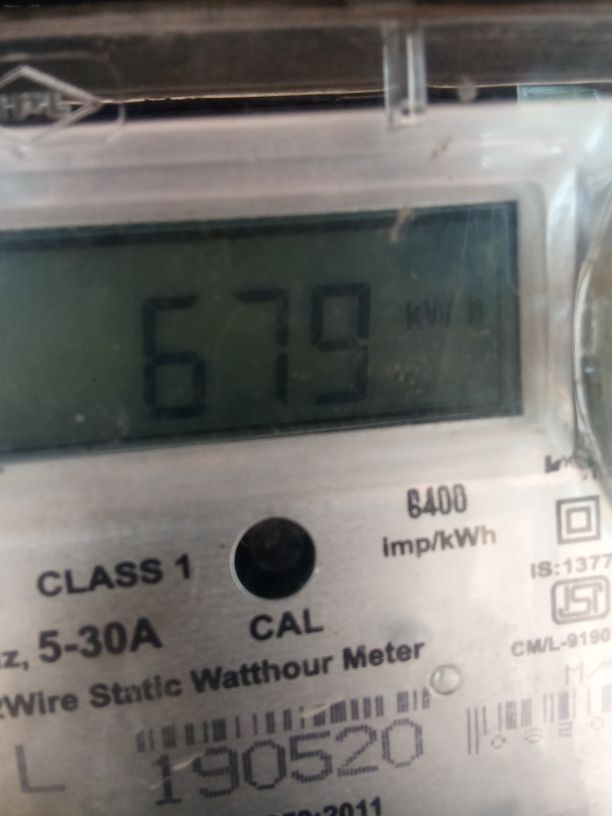 679 kWh
6400
imp/kWh
CLASS 1
IS:1377
CAL
z, 5-30A
CM/L-9190
2Wire Static Watthour Meter
L
190520
2011